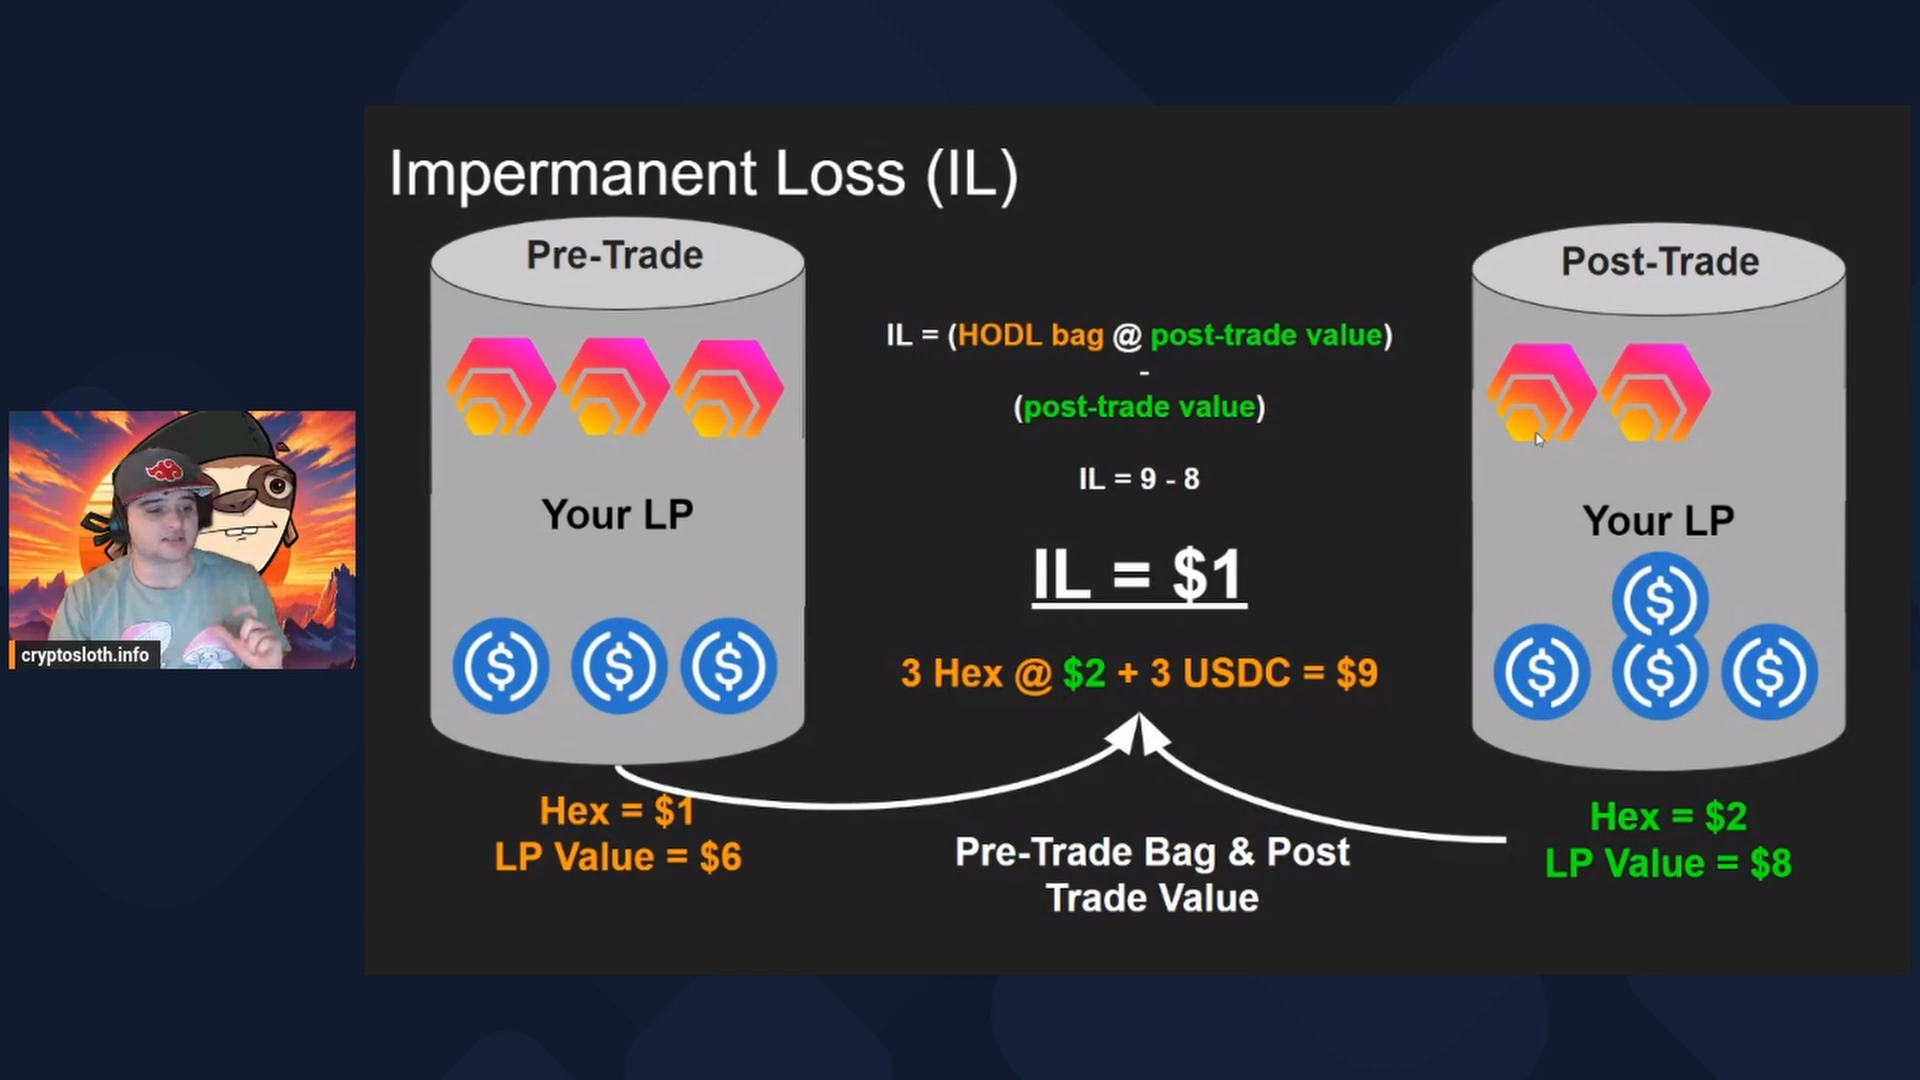 Impermanent Loss (IL)
Pre-Trade
Your LP
Hex = $1
LP Value = $6
IL = (HODL bag @ post-trade value)
-
(post-trade value)
IL = 9 - 8
IL = $1
3 Hex @ $2 + 3 USDC = $9
Pre-Trade Bag & Post
Trade Value
Post-Trade
Your LP
Hex = $2
LP Value = $8
cryptosloth.info